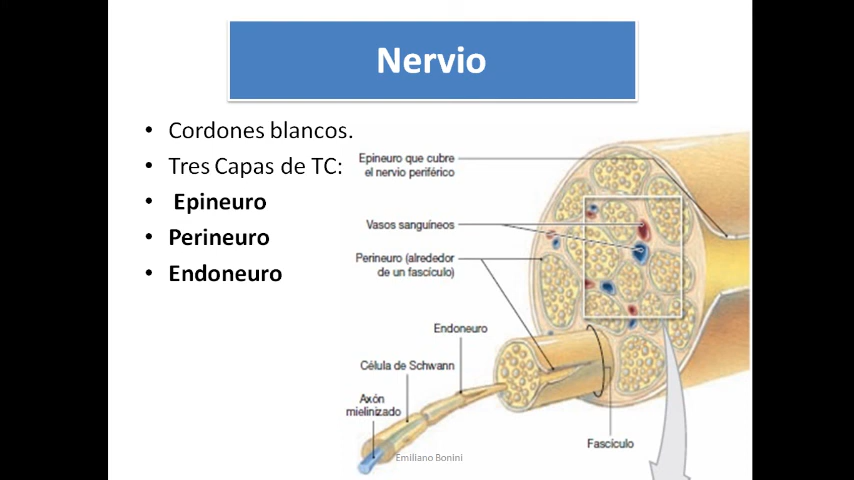 Nervio
• Cordones blancos.
• Tres Capas de TC:
• Epineuro
• Perineuro
• Endoneuro
Epineuro que cubre
el nervio periférico
Vasos sanguíneos
Perineuro (alrededor
de un fascículo)
Endoneuro
Célula de Schwann
Axón
mielinizado
Fascículo
Emiliano Bonini